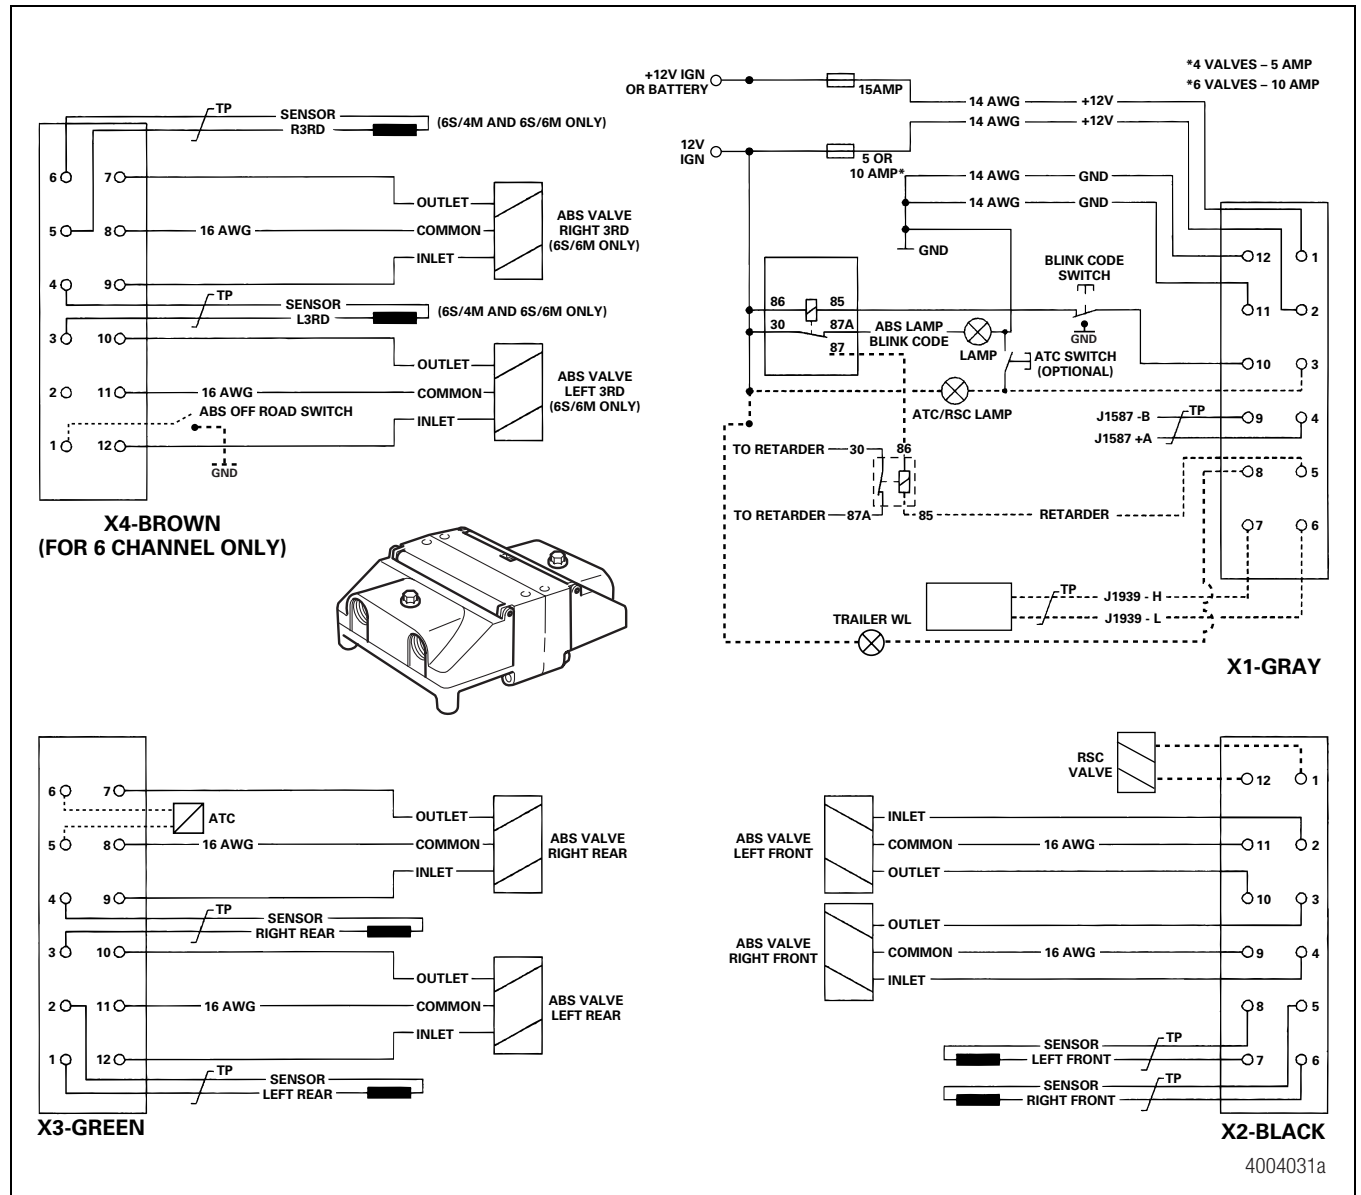 TP
SENSOR
R3RD
(6S/4M AND 6S/6M ONLY)
6
7
OUTLET
5
8
16 AWG
COMMON
ABS VALVE
RIGHT 3RD
(6S/6M ONLY)
INLET
4
9
TP
SENSOR
L3RD
(6S/4M AND 6S/6M ONLY)
3
10
OUTLET
2
11
16 AWG
COMMON
ABS VALVE
LEFT 3RD
(6S/6M ONLY)
ABS OFF ROAD SWITCH
INLET
1
12
GND
X4-BROWN
(FOR 6 CHANNEL ONLY)
+12V IGN
OR BATTERY
15AMP
*4 VALVES – 5 AMP
*6 VALVES – 10 AMP
14 AWG
+12V
14 AWG
+12V
12V
IGN
5 OR
10 AMP*
14 AWG
GND
14 AWG
GND
GND
12
1
BLINK CODE
SWITCH
86
85
11
2
30
87A
ABS LAMP
BLINK CODE
GND
87
LAMP
ATC SWITCH
(OPTIONAL)
10
3
ATC/RSC LAMP
J1587 -B
TP
9
4
J1587 +A
TO RETARDER
30
86
8
5
TO RETARDER
87A
85
RETARDER
7
6
TP
J1939 - H
J1939 - L
TRAILER WL
X1-GRAY
6
7
ATC
OUTLET
5
8
16 AWG
COMMON
ABS VALVE
RIGHT REAR
INLET
4
9
TP
SENSOR
RIGHT REAR
3
10
OUTLET
2
11
16 AWG
COMMON
ABS VALVE
LEFT REAR
INLET
1
12
TP
SENSOR
LEFT REAR
X3-GREEN
RSC
VALVE
12
1
INLET
ABS VALVE
LEFT FRONT
COMMON
16 AWG
11
2
OUTLET
10
3
OUTLET
ABS VALVE
RIGHT FRONT
COMMON
16 AWG
9
4
INLET
8
5
SENSOR
TP
LEFT FRONT
7
6
SENSOR
TP
RIGHT FRONT
X2-BLACK
4004031a